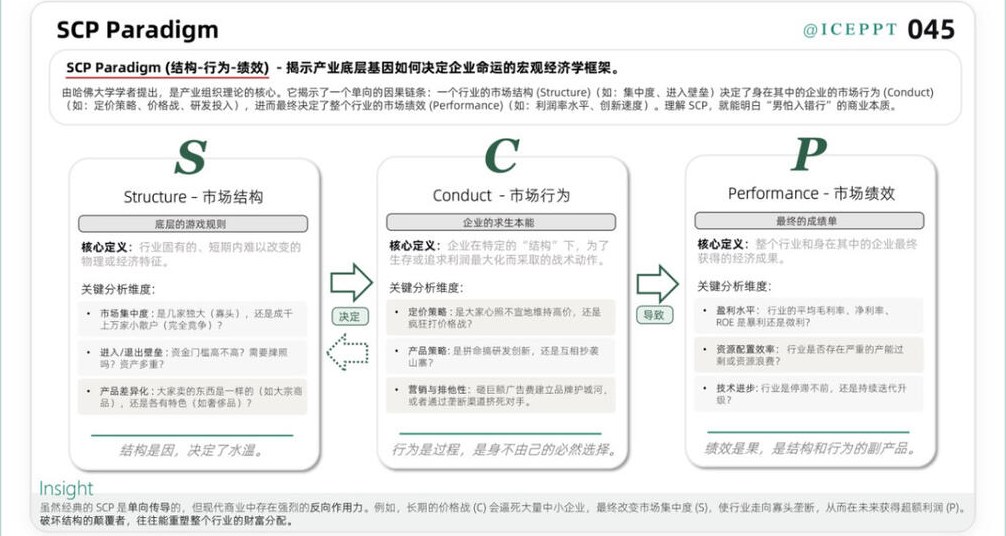 SCP Paradigm
@ICEPPT 045
SCP Paradigm (结构-行为-绩效) - 揭示产业底层基因如何决定企业命运的宏观经济学框架。
由哈佛大学学者提出，是产业组织理论的核心。它揭示了一个单向的因果链条：一个行业的市场结构 (Structure)（如：集中度、进入壁垒）决定了身在其中的企业的市场行为 (Conduct)
（如：定价策略、价格战、研发投入），进而最终决定了整个行业的市场绩效 (Performance)（如：利润率水平、创新速度）。理解 SCP，就能明白“男怕入错行”的商业本质。
S
Structure - 市场结构
底层的游戏规则
核心定义：行业固有的、短期内难以改变的
物理或经济特征。
关键分析维度：
• 市场集中度：是几家独大（寡头），还是成千
上万家小散户（完全竞争）？
• 进入/退出壁垒：资金门槛高不高？需要牌照
吗？资产多重？
• 产品差异化：大家卖的东西是一样的（如大宗商
品），还是各有特色（如奢侈品）？
结构是因，决定了水温。
决定
C
Conduct - 市场行为
企业的求生本能
核心定义：企业在特定的“结构”下，为了
生存或追求利润最大化而采取的战术动作。
关键分析维度：
• 定价策略：是大家心照不宣地维持高价，还是
疯狂打价格战？
• 产品策略：是拼命搞研发创新，还是互相抄袭
山寨？
• 营销与排他性：砸巨额广告费建立品牌护城河，
或者通过垄断渠道挤死对手。
行为是过程，是身不由己的必然选择。
导致
P
Performance - 市场绩效
最终的成绩单
核心定义：整个行业和身在其中的企业最终
获得的经济成果。
关键分析维度：
• 盈利水平：行业的平均毛利率、净利率、
ROE 是暴利还是微利？
• 资源配置效率：行业是否存在严重的产能过
剩或资源浪费？
• 技术进步：行业是停滞不前，还是持续迭代升
级？
绩效是果，是结构和行为的副产品。
Insight
虽然经典的 SCP 是单向传导的，但现代商业中存在强烈的反向作用力。例如，长期的价格战 (C) 会逼死大量中小企业，最终改变市场集中度 (S)，使行业走向寡头垄断，从而在未来获得超额利润 (P)。
破坏结构的颠覆者，往往能重塑整个行业的财富分配。